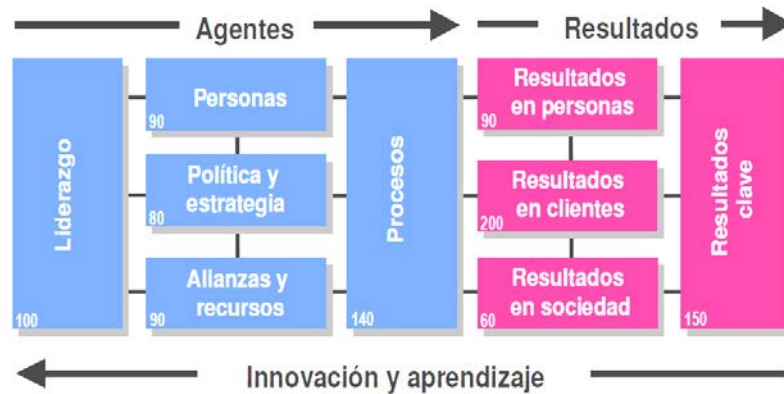 Agentes
Resultados
Liderazgo
100
Personas
90
Política y
estrategia
80
Alianzas y
recursos
90
Procesos
140
Resultados
en personas
90
Resultados
en clientes
200
Resultados
en sociedad
60
Resultados
clave
150
Innovación y aprendizaje